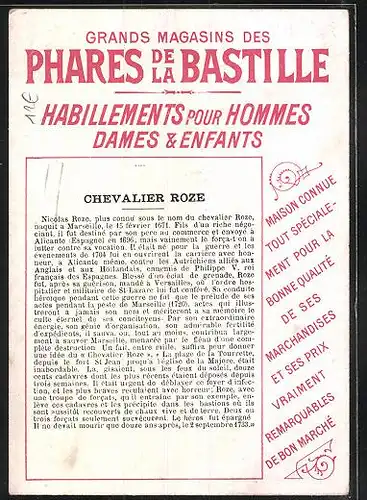 GRANDS MAGASINS DES
PHARES DE LA BASTILLE
HABILLEMENTS POUR HOMMES
DAMES & ENFANTS
12€
CHEVALIER ROZE
Nicolas Roze, plus connu sous le nom du chevalier Roze,
naquit à Marseille, le 15 février 1671. Fils d'un riche négo-
ciant, il fut destiné par son père au commerce et envoyé à
Alicante (Espagne) en 1696, mais vainement le força-t-on à
lutter contre sa vocation. Il était né pour la guerre et les
événements de 1704 lui en ouvrirent la carrière avec hon-
neur, à Alicante même, contre les Autrichiens alliés aux
Anglais et aux Hollandais, ennemis de Philippe V, roi
français des Espagnes. Blessé d'un éclat de grenade, Roze
fut, après sa guérison, mandé à Versailles, où l'ordre hos-
pitalier et militaire de St-Lazare lui fut conféré. Sa conduite
héroïque pendant cette guerre ne fut que le prélude de ses
actes pendant la peste de Marseille (1720), actes qui illus-
treront à jamais son nom et méritèrent à sa mémoire le
culte éternel de ses concitoyens. Par son extraordinaire
énergie, son génie d'organisation, son admirable fertilité
d'expédients, il sauva ou, tout au moins, contribua large-
ment à sauver Marseille, menacée par le fléau d'une com-
plète destruction. Un fait, entre mille, suffira pour donner
une idée du « Chevalier Roze ». « La plage de la Tourrette,
depuis le fort St-Jean jusqu'à l'église de la Majore, était
inabordable. Là, gisaient, sous les feux du soleil, douze
cents cadavres dont les plus récents étaient déposés depuis
trois semaines. Il était urgent de déblayer ce foyer d'infec-
tion, et les plus braves reculaient avec horreur; Roze, avec
une troupe de forçats, qu'il entraîne par son exemple, en-
lève ces cadavres et les précipite dans les bastions où ils
sont aussitôt recouverts de chaux vive et de terre. Deux ou
trois forçats seulement survécurent. Le héros fut épargné
Il ne devait mourir que douze ans après, le 2 septembre 1733.»
MAISON CONNUE
TOUT SPÉCIALE-
MENT POUR LA
BONNE QUALITÉ
DE SES
MARCHANDISES
ET SES PRIX
VRAIMENT
REMARQUABLES
DE BON MARCHÉ